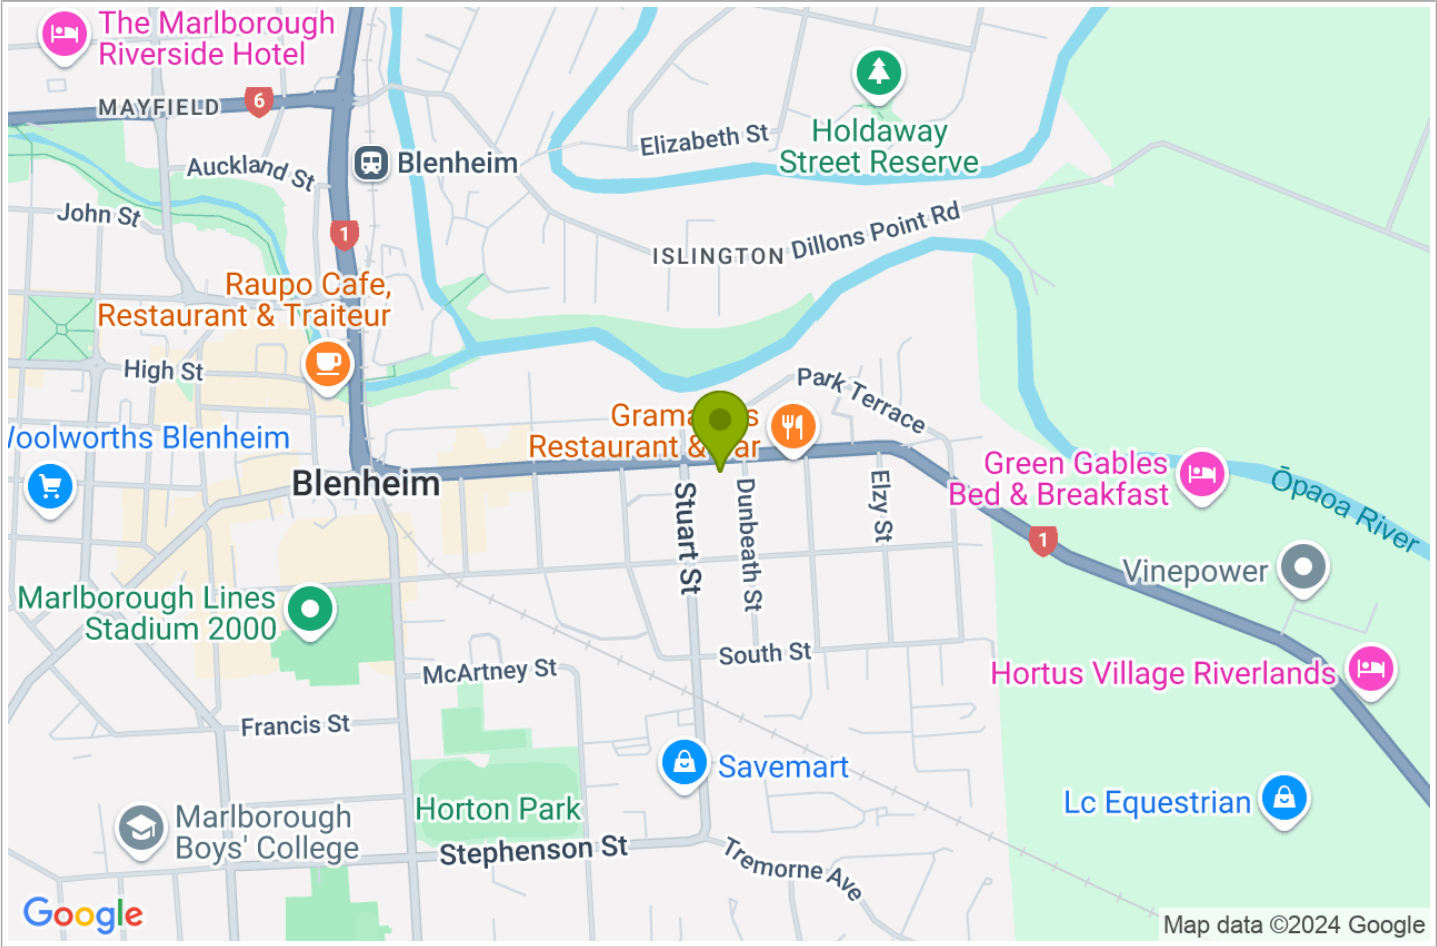 The Marlborough
Riverside Hotel
MAYFIELD
6
Elizabeth St
Holdaway
Street Reserve
Auckland St
Blenheim
John St
1
ISLINGTON
Dillons Point Rd
Raupo Cafe,
Restaurant & Traiteur
High St
Park Terrace
Restaurant &
Woolworths Blenheim
Blenheim
Green Gables
Bed & Breakfast
Ōpaoa River
Stuart St
Dunbeath St
Elzy St
1
Vinepower
Marlborough Lines
Stadium 2000
South St
McArtney St
Hortus Village Riverlands
Francis St
Savemart
Lc Equestrian
Horton Park
Marlborough
Boys' College
Stephenson St
Tremorne Ave
Google
Map data ©2024 Google